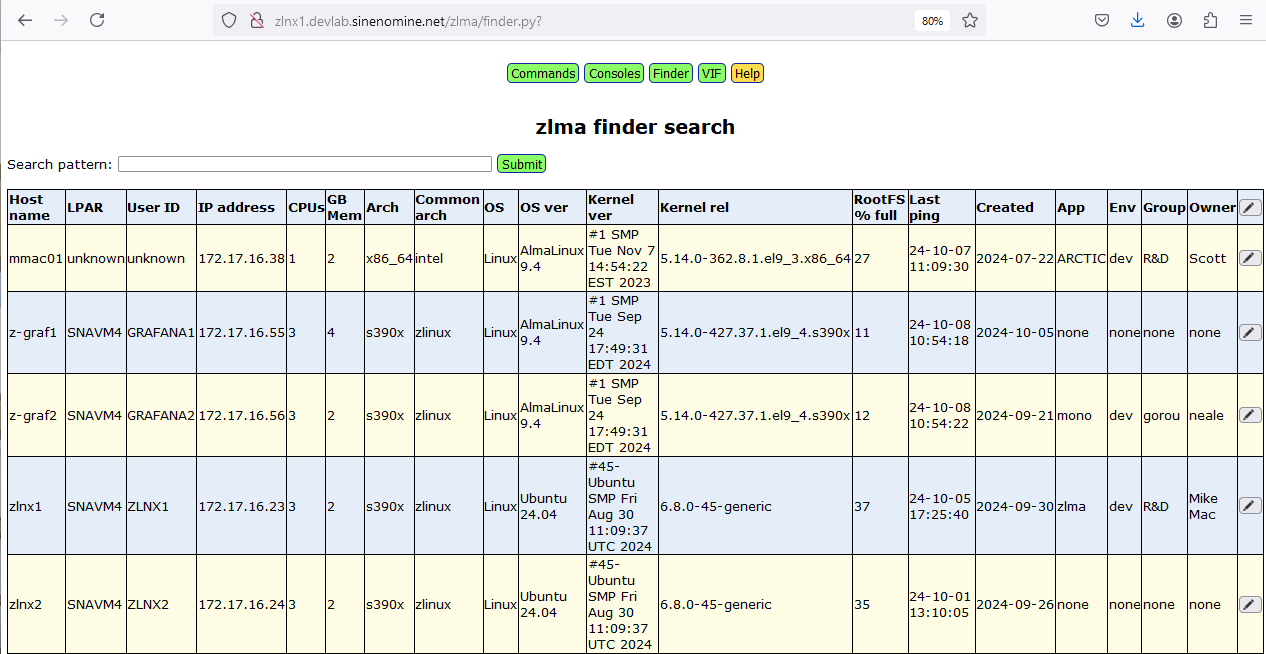 zlnx1.devlab.sinenomine.net/zlma/finder.py?
80%
Commands Consoles Finder VIF Help
zlma finder search
Search pattern: Submit
Host name LPAR User ID IP address CPUs GB Mem Arch Common arch OS OS ver Kernel ver Kernel rel RootFS % full Last ping Created App Env Group Owner
mmac01 unknown unknown 172.17.16.38 1 2 x86_64 intel Linux AlmaLinux 9.4 #1 SMP Tue Nov 7 14:54:22 EST 2023 5.14.0-362.8.1.el9_3.x86_64 27 24-10-07 11:09:30 2024-07-22 ARCTIC dev R&D Scott
z-graf1 SNAVM4 GRAFANA1 172.17.16.55 3 4 s390x zlinux Linux AlmaLinux 9.4 #1 SMP Tue Sep 24 17:49:31 EDT 2024 5.14.0-427.37.1.el9_4.s390x 11 24-10-08 10:54:18 2024-10-05 none none none none
z-graf2 SNAVM4 GRAFANA2 172.17.16.56 3 2 s390x zlinux Linux AlmaLinux 9.4 #1 SMP Tue Sep 24 17:49:31 EDT 2024 5.14.0-427.37.1.el9_4.s390x 12 24-10-08 10:54:22 2024-09-21 mono dev gorou neale
zlnx1 SNAVM4 ZLNX1 172.17.16.23 3 2 s390x zlinux Linux Ubuntu 24.04 #45-Ubuntu SMP Fri Aug 30 11:09:37 UTC 2024 6.8.0-45-generic 37 24-10-05 17:25:40 2024-09-30 zlma dev R&D Mike Mac
zlnx2 SNAVM4 ZLNX2 172.17.16.24 3 2 s390x zlinux Linux Ubuntu 24.04 #45-Ubuntu SMP Fri Aug 30 11:09:37 UTC 2024 6.8.0-45-generic 35 24-10-01 13:10:05 2024-09-26 none none none none